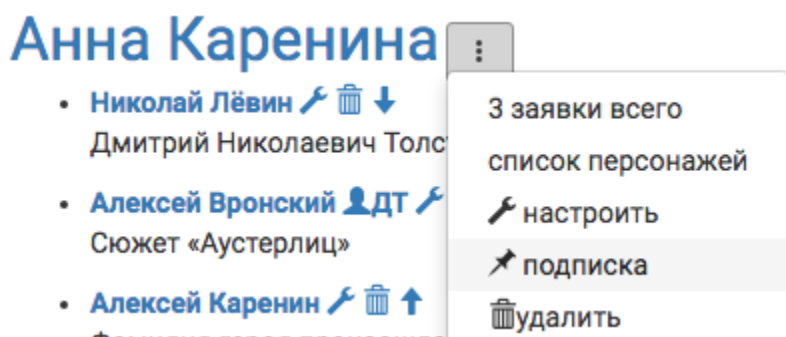 Анна Каренина
Николай Лёвин
Дмитрий Николаевич
Алексей Вронский ДТ
Сюжет «Аустерлиц»
Алексей Каренин
3 заявки всего
список персонажей
настроить
подписка
удалить